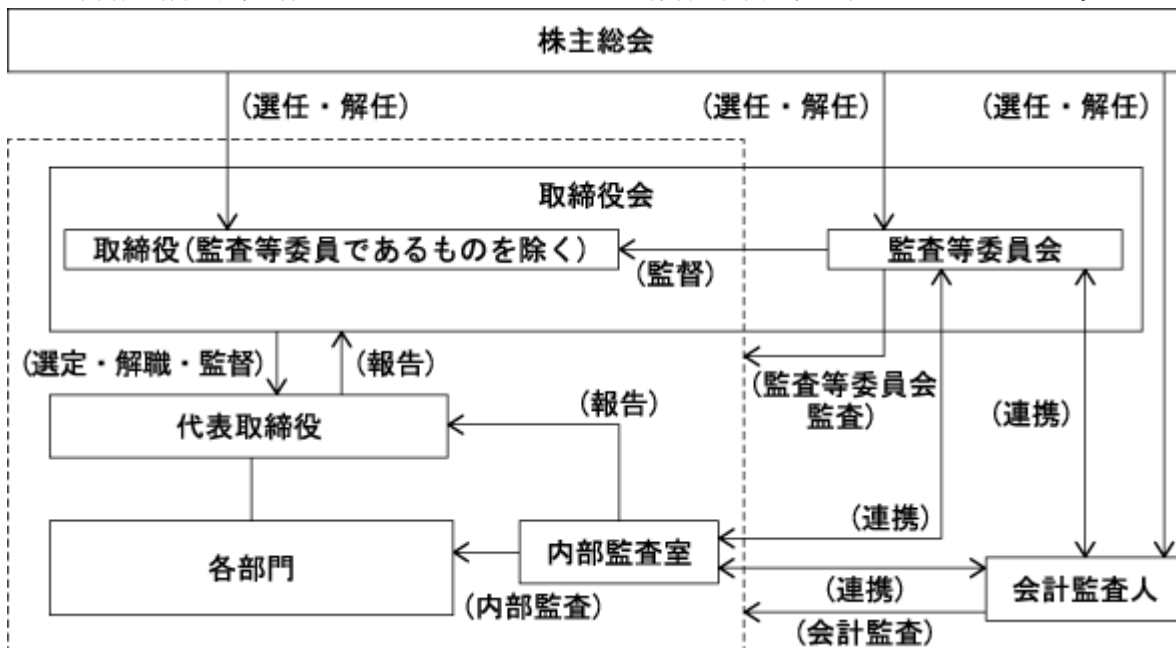 株主総会
(選任・解任)
(選任・解任)
(選任・解任)
取締役会
取締役(監査等委員であるものを除く)
監査等委員会
(監督)
(選定・解職・監督)
(報告)
(監査等委員会
監査)
(報告)
(連携)
代表取締役
(連携)
内部監査室
各部門
会計監査人
(内部監査)
(連携)
(会計監査)